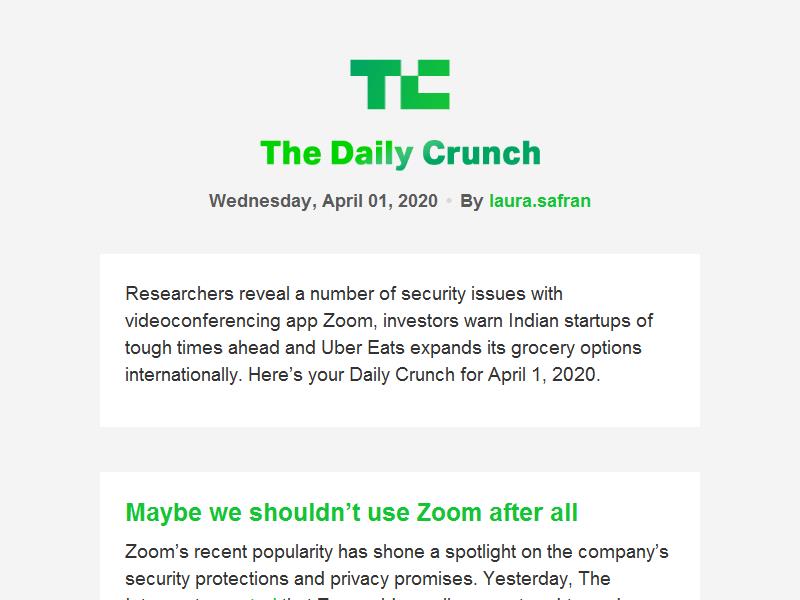 TC
The Daily Crunch
Wednesday, April 01, 2020 • By laura.safran
Researchers reveal a number of security issues with
videoconferencing app Zoom, investors warn Indian startups of
tough times ahead and Uber Eats expands its grocery options
internationally. Here’s your Daily Crunch for April 1, 2020.
Maybe we shouldn’t use Zoom after all
Zoom’s recent popularity has shone a spotlight on the company’s
security protections and privacy promises. Yesterday, The